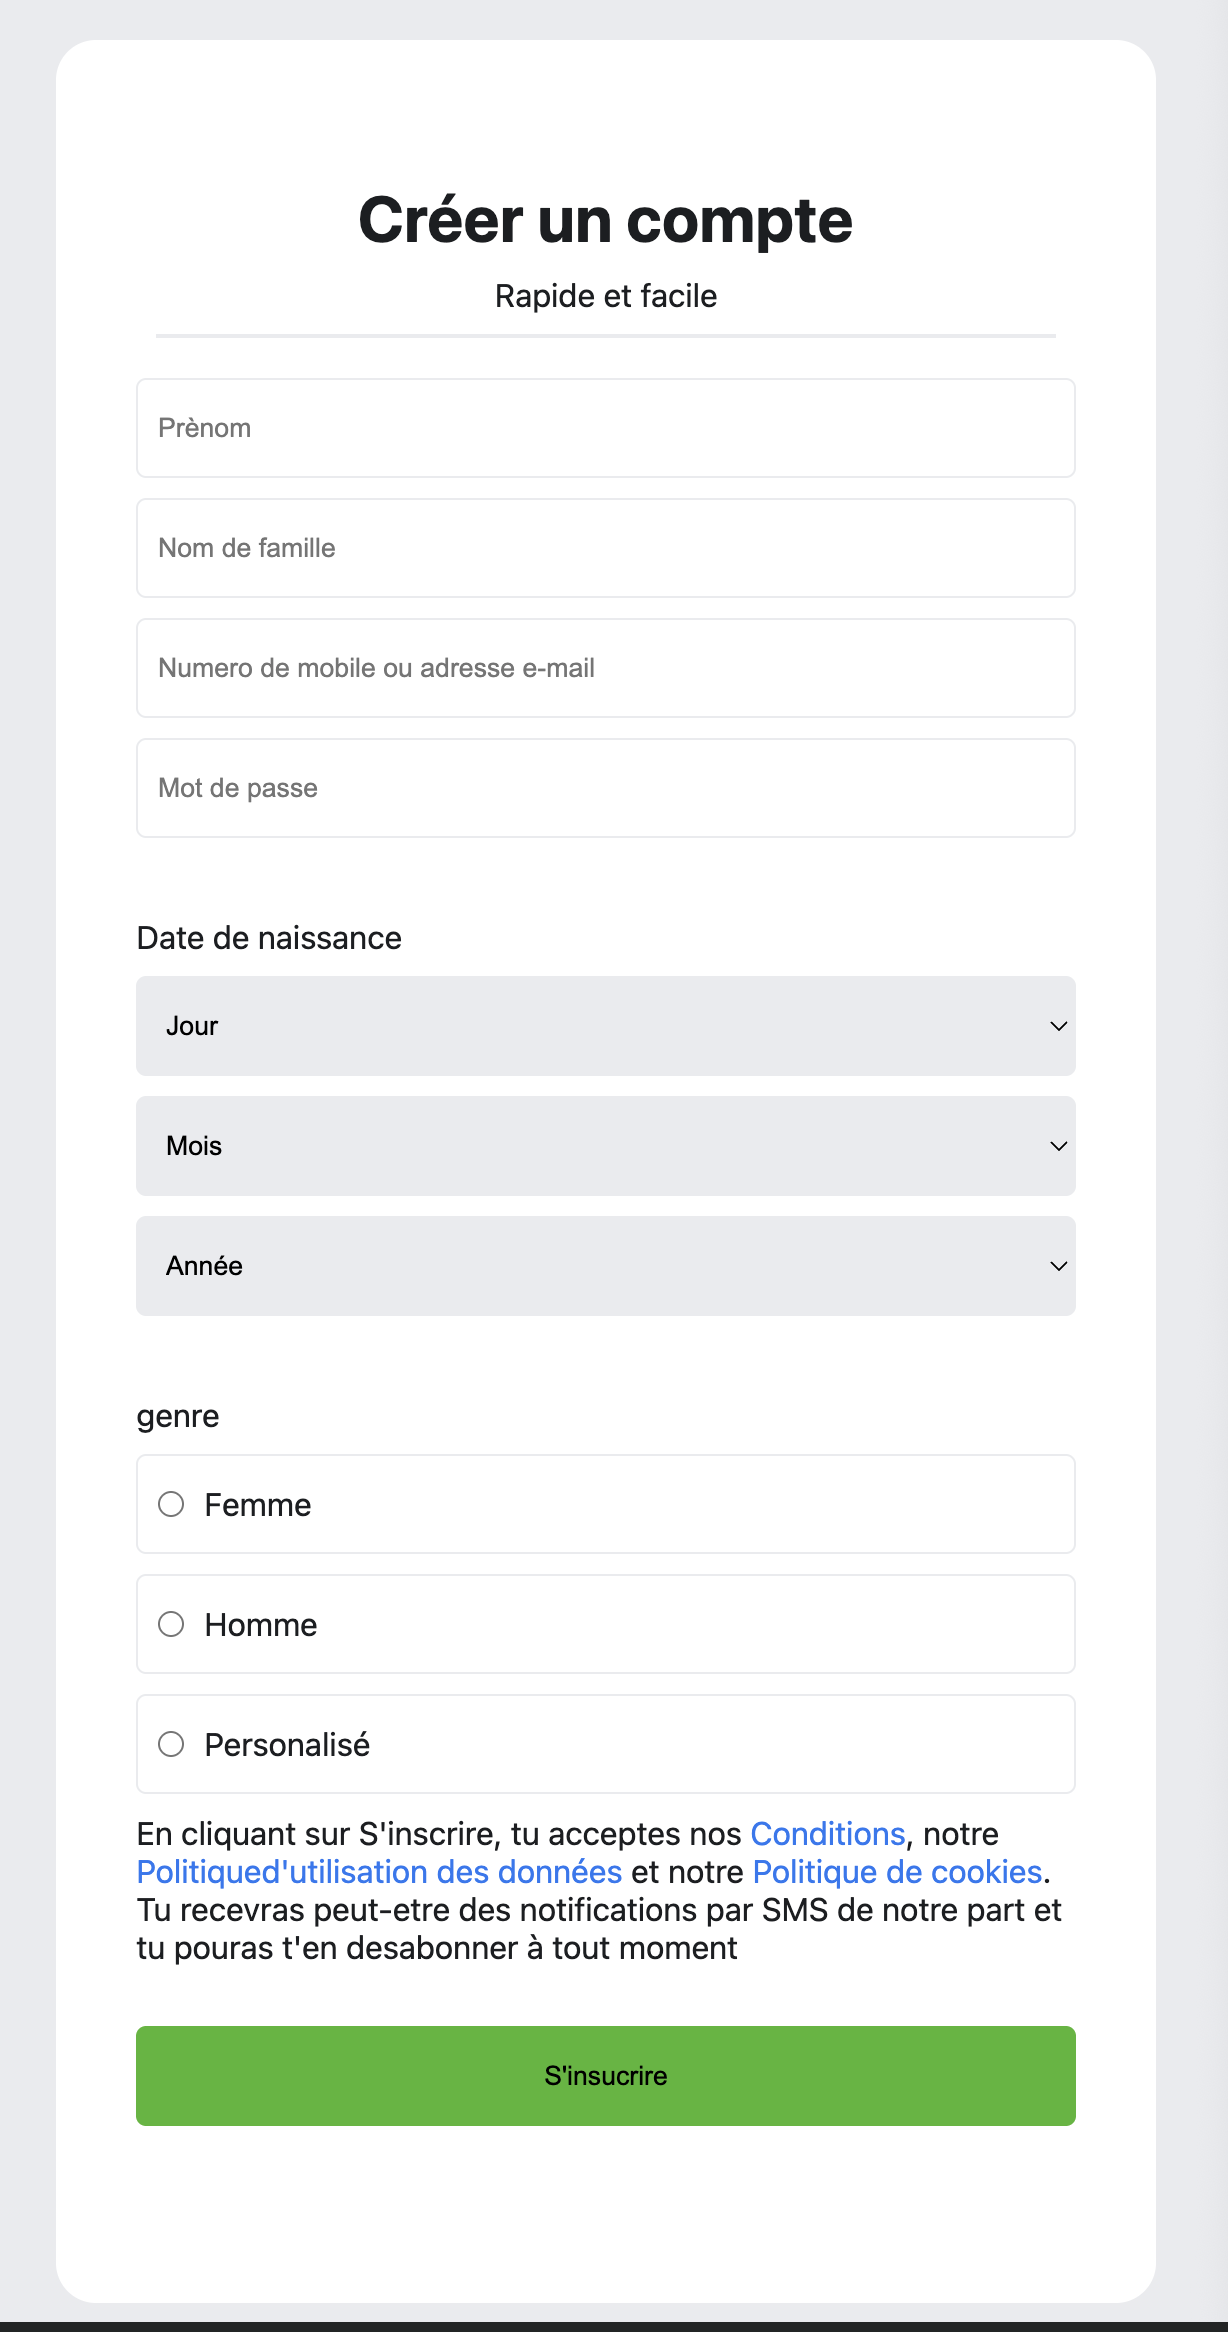 Créer un compte
Rapide et facile
Prènom
Nom de famille
Numero de mobile ou adresse e-mail
Mot de passe
Date de naissance
Jour
Mois
Année
genre
Femme
Homme
Personalisé
En cliquant sur S'inscrire, tu acceptes nos Conditions, notre
Politiqued'utilisation des données et notre Politique de cookies.
Tu recevras peut-etre des notifications par SMS de notre part et
tu pouras t'en desabonner à tout moment
S'insucrire